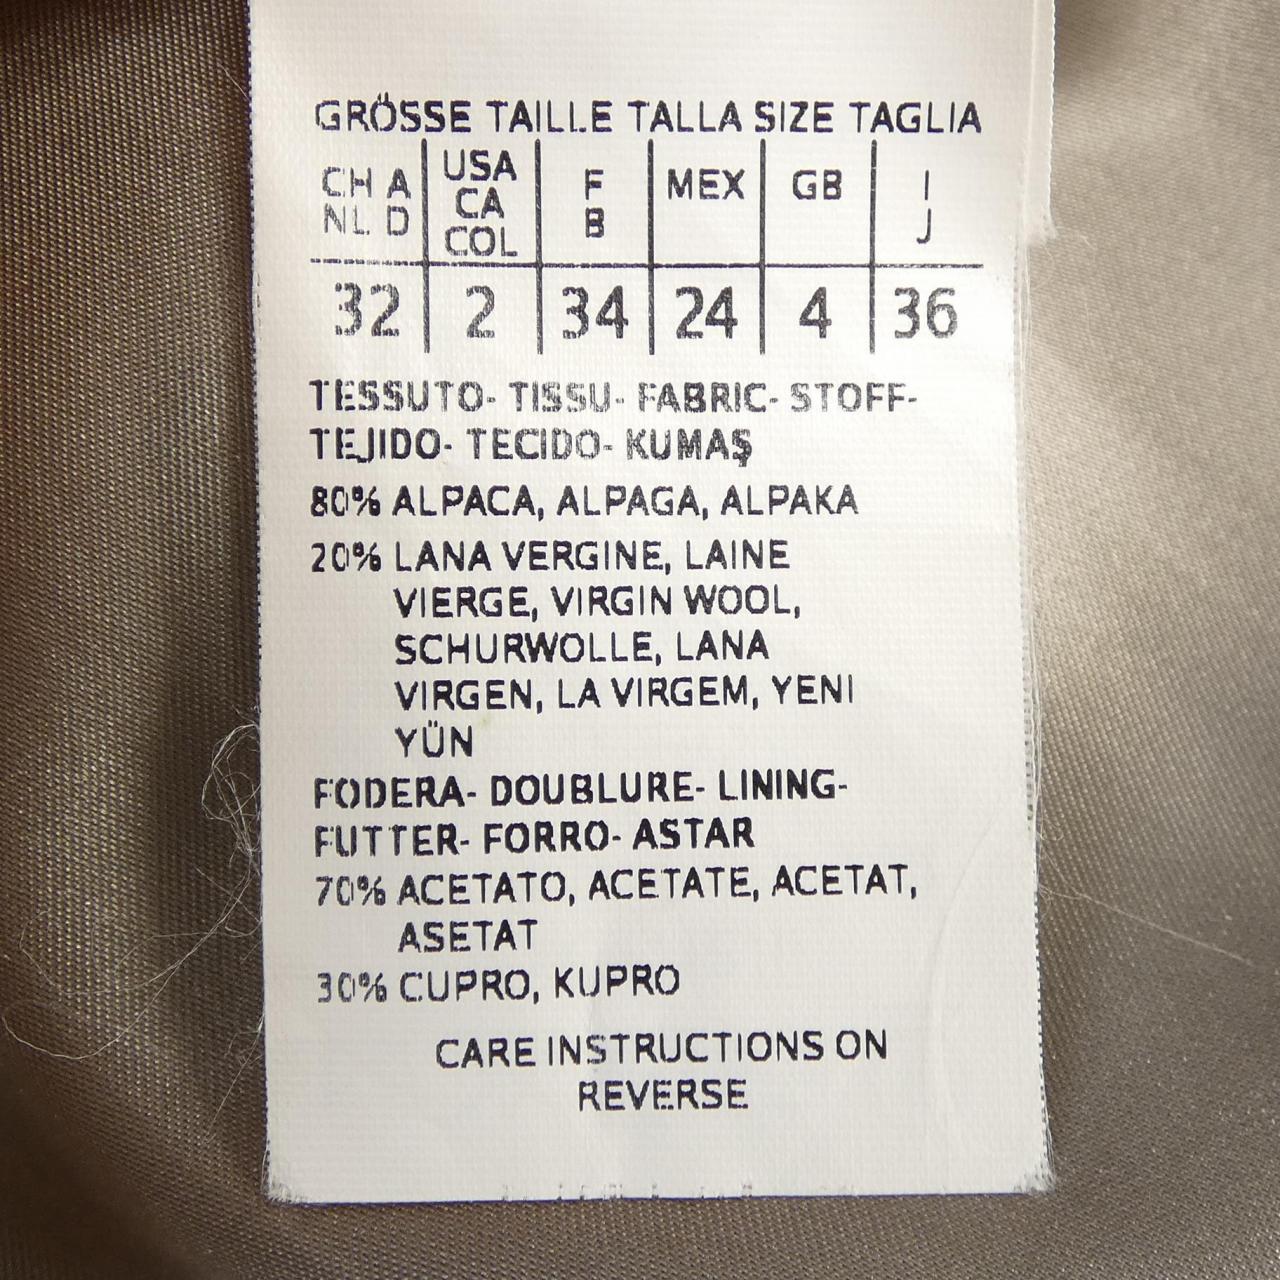 GRÖSSE TAILLE TALLA SIZE TAGLIA
CH A USA F MEX GB I
NL D CA B J
COL
32 2 34 24 4 36
TESSUTO- TISSU- FABRIC- STOFF-
TEJIDO- TECIDO- KUMAŞ
80% ALPACA, ALPAGA, ALPAKA
20% LANA VERGINE, LAINE
VIERGE, VIRGIN WOOL,
SCHURWOLLE, LANA
VIRGEN, LA VIRGEM, YENI
YÜN
FODERA- DOUBLURE- LINING-
FUTTER- FORRO- ASTAR
70% ACETATO, ACETATE, ACETAT,
ASETAT
30% CUPRO, KUPRO
CARE INSTRUCTIONS ON
REVERSE